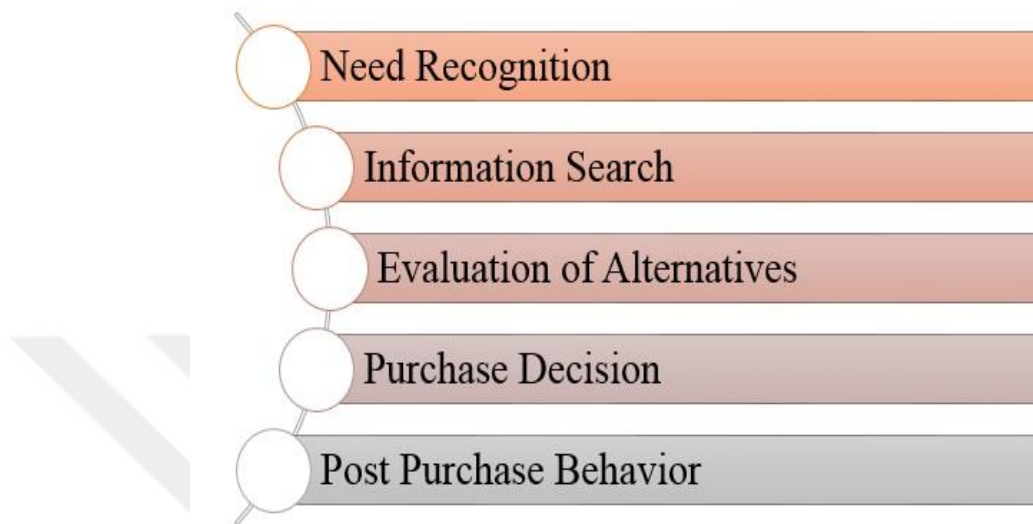 Need Recognition
Information Search
Evaluation of Alternatives
Purchase Decision
Post Purchase Behavior